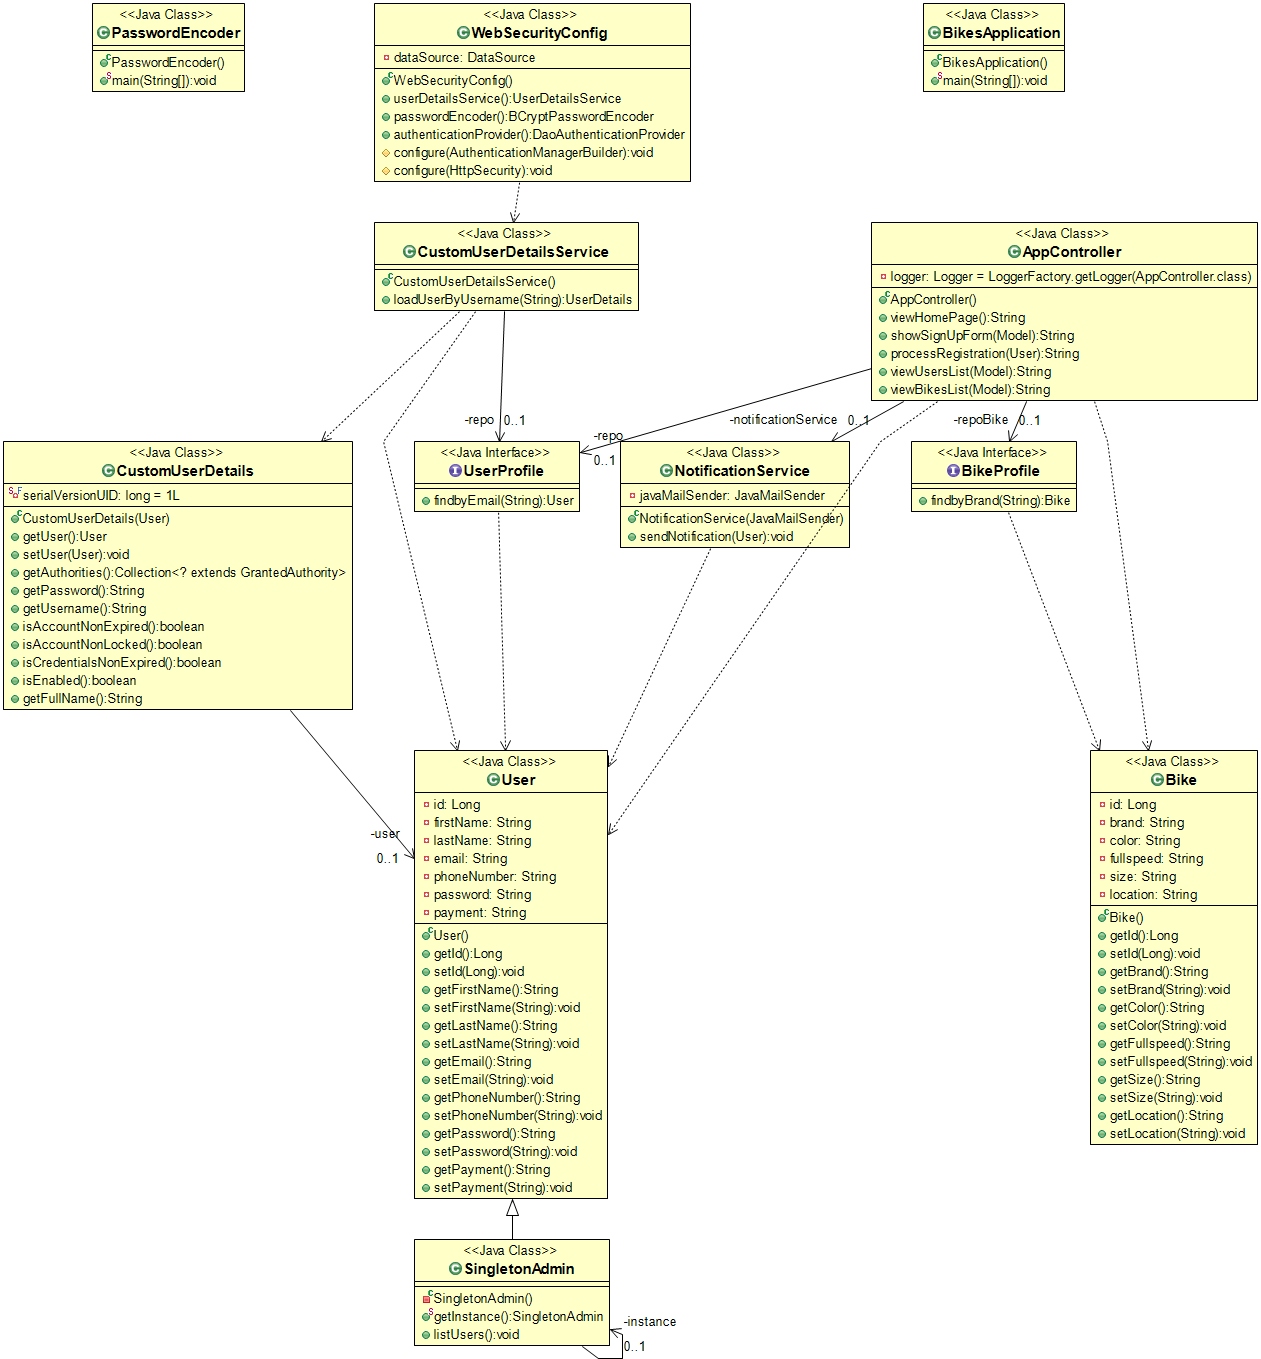 <<Java Class>>
PasswordEncoder
PasswordEncoder()
main(String[]):void
<<Java Class>>
WebSecurityConfig
dataSource: DataSource
WebSecurityConfig()
userDetailsService():UserDetailsService
passwordEncoder():BCryptPasswordEncoder
authenticationProvider():DaoAuthenticationProvider
configure(AuthenticationManagerBuilder):void
configure(HttpSecurity):void
<<Java Class>>
BikesApplication
BikesApplication()
main(String[]):void
<<Java Class>>
CustomUserDetailsService
CustomUserDetailsService()
loadUserByUsername(String):UserDetails
<<Java Class>>
AppController
logger: Logger = LoggerFactory.getLogger(AppController.class)
AppController()
viewHomePage():String
showSignUpForm(Model):String
processRegistration(User):String
viewUsersList(Model):String
viewBikesList(Model):String
-repo 0..1
-repo
0..1
-notificationService 0..1
-repoBike 0..1
<<Java Class>>
CustomUserDetails
serialVersionUID: long = 1L
CustomUserDetails(User)
getUser():User
setUser(User):void
getAuthorities():Collection<? extends GrantedAuthority>
getPassword():String
getUsername():String
isAccountNonExpired():boolean
isAccountNonLocked():boolean
isCredentialsNonExpired():boolean
isEnabled():boolean
getFullName():String
<<Java Interface>>
UserProfile
findbyEmail(String):User
<<Java Class>>
NotificationService
javaMailSender: JavaMailSender
NotificationService(JavaMailSender)
sendNotification(User):void
<<Java Interface>>
BikeProfile
findbyBrand(String):Bike
-user
0..1
<<Java Class>>
User
id: Long
firstName: String
lastName: String
email: String
phoneNumber: String
password: String
payment: String
User()
getId():Long
setId(Long):void
getFirstName():String
setFirstName(String):void
getLastName():String
setLastName(String):void
getEmail():String
setEmail(String):void
getPhoneNumber():String
setPhoneNumber(String):void
getPassword():String
setPassword(String):void
getPayment():String
setPayment(String):void
<<Java Class>>
Bike
id: Long
brand: String
color: String
fullspeed: String
size: String
location: String
Bike()
getId():Long
setId(Long):void
getBrand():String
setBrand(String):void
getColor():String
setColor(String):void
getFullspeed():String
setFullspeed(String):void
getSize():String
setSize(String):void
getLocation():String
setLocation(String):void
<<Java Class>>
SingletonAdmin
SingletonAdmin()
getInstance():SingletonAdmin
listUsers():void
-instance
0..1